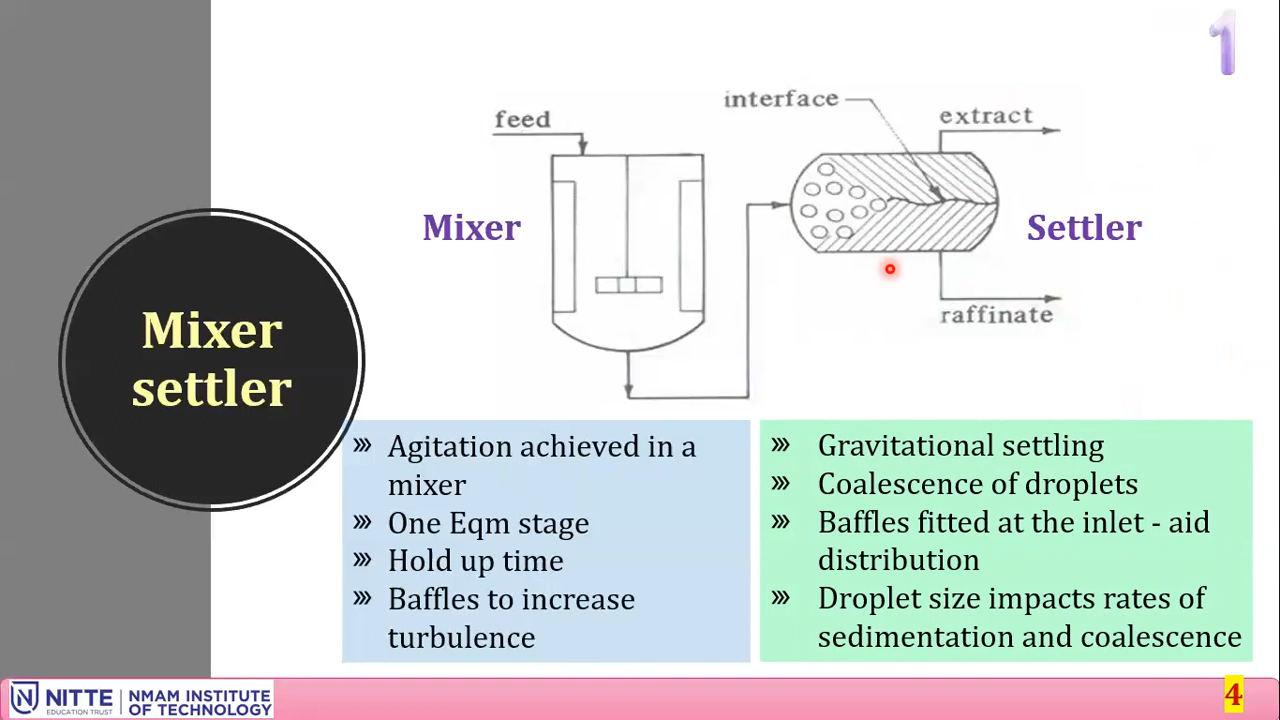 1
interface
extract
feed
Mixer
Settler
raffinate
Mixer
settler
Agitation achieved in a
mixer
One Eqm stage
Hold up time
Baffles to increase
turbulence
Gravitational settling
Coalescence of droplets
Baffles fitted at the inlet - aid
distribution
Droplet size impacts rates of
sedimentation and coalescence
NITTE
EDUCATION TRUST
NMAM INSTITUTE
OF TECHNOLOGY
4